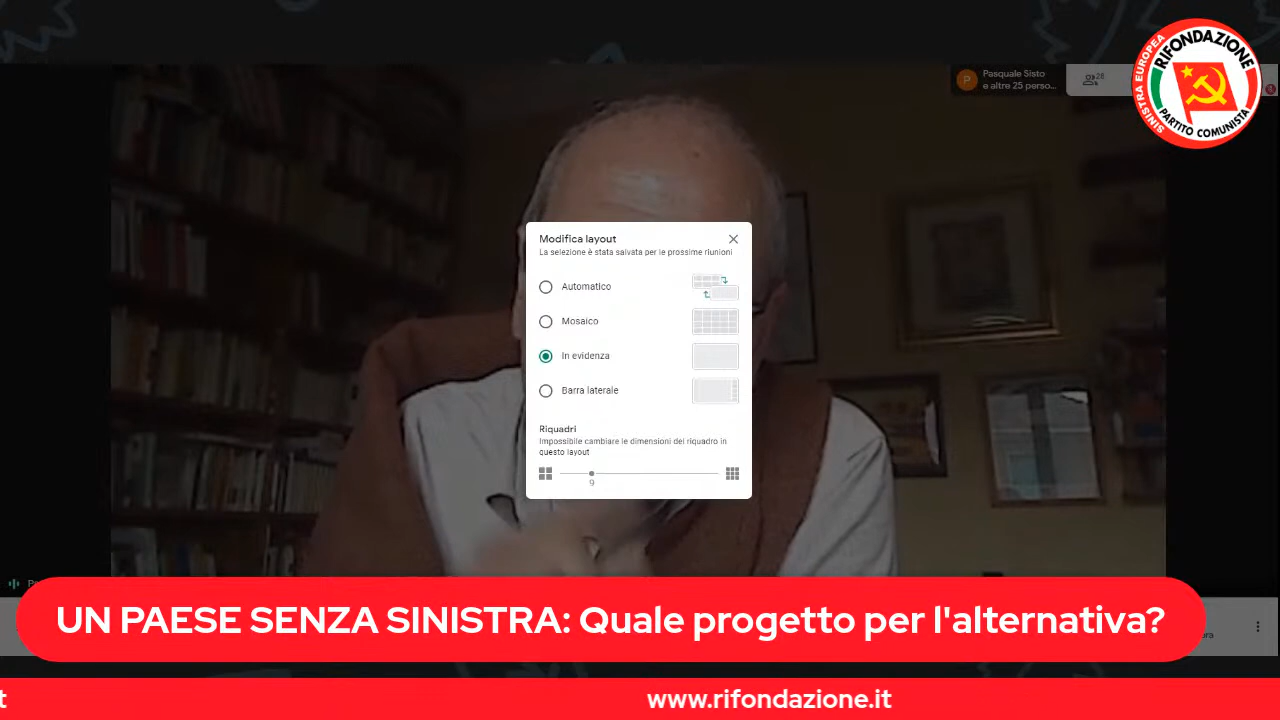 Pasquale Sisto
e altre 25 perso...
26
4
SINISTRA EUROPEA
RIFONDAZIONE
PARTITO COMUNISTA
Modifica layout
La selezione è stata salvata per le prossime riunioni
Automatico
Mosaico
In evidenza
Barra laterale
Riquadri
Impossibile cambiare le dimensioni del riquadro in
questo layout
9
UN PAESE SENZA SINISTRA: Quale progetto per l'alternativa?
www.rifondazione.it